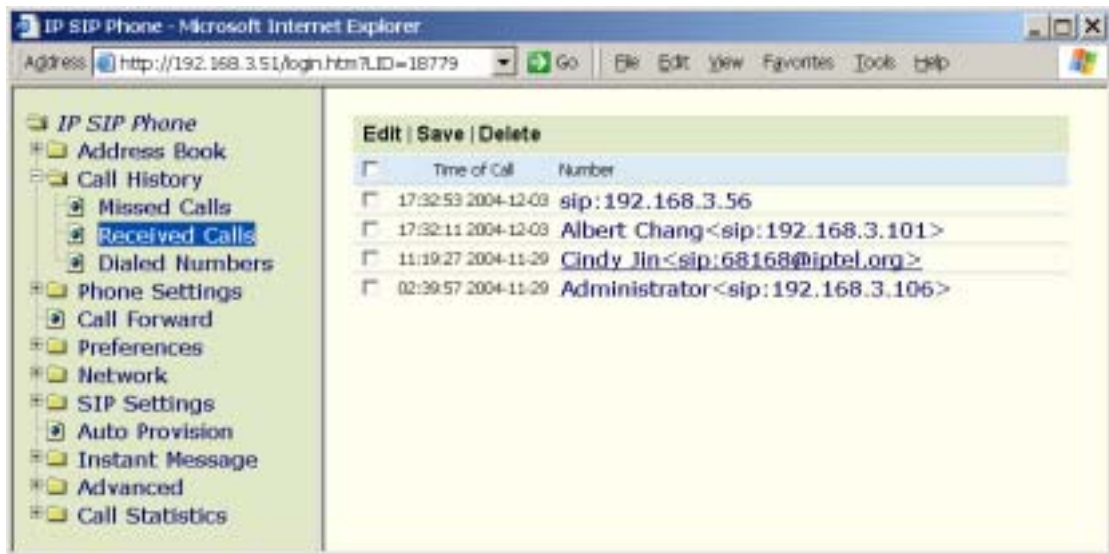 IP SIP Phone - Microsoft Internet Explorer
Address http://192.168.3.51/login.htm?LID=18779 Go File Edit View Favorites Tools Help
IP SIP Phone
Address Book
Call History
Missed Calls
Received Calls
Dialed Numbers
Phone Settings
Call Forward
Preferences
Network
SIP Settings
Auto Provision
Instant Message
Advanced
Call Statistics
Edit | Save | Delete
Time of Call Number
17:32:53 2004-12-03 sip:192.168.3.56
17:32:11 2004-12-03 Albert Chang<sip:192.168.3.101>
11:19:27 2004-11-29 Cindy Jin<sip:68168@iptel.org>
02:39:57 2004-11-29 Administrator<sip:192.168.3.106>